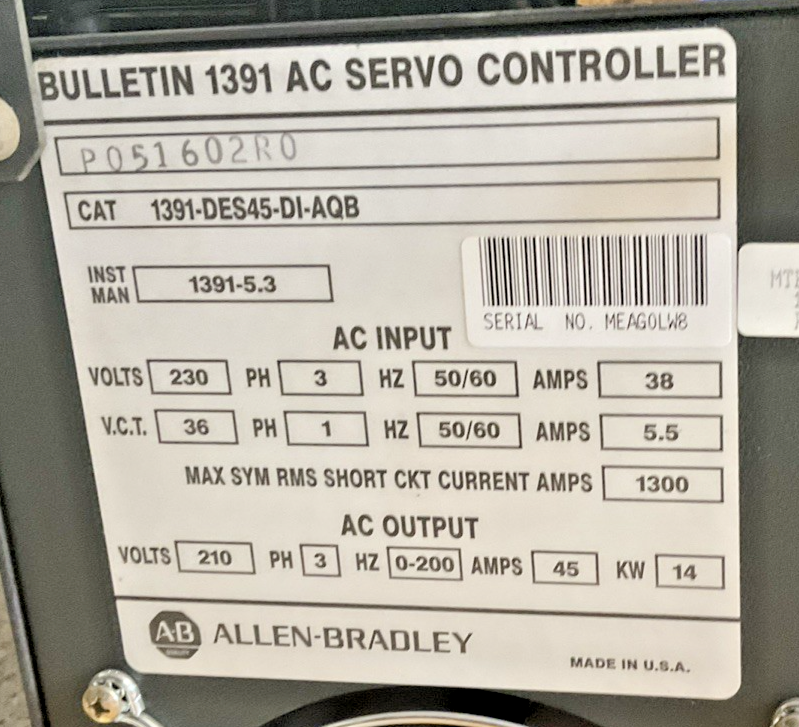 BULLETIN 1391 AC SERVO CONTROLLER
P051602R0
CAT 1391-DES45-DI-AQB
INST MAN 1391-5.3
SERIAL NO. MEAG0LW8
AC INPUT
VOLTS 230 PH 3 HZ 50/60 AMPS 38
V.C.T. 36 PH 1 HZ 50/60 AMPS 5.5
MAX SYM RMS SHORT CKT CURRENT AMPS 1300
AC OUTPUT
VOLTS 210 PH 3 HZ 0-200 AMPS 45 KW 14
A-B ALLEN-BRADLEY
QUALITY
MADE IN U.S.A.